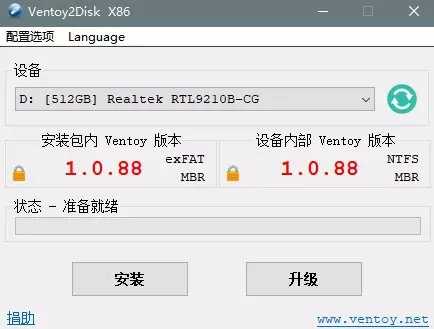 Ventoy2Disk X86
配置选项 Language
设备
D: [512GB] Realtek RTL9210B-CG
安装包内 Ventoy 版本
1.0.88
exFAT
MBR
设备内部 Ventoy 版本
1.0.88
NTFS
MBR
状态 - 准备就绪
安装 升级
捐助 www.ventoy.net